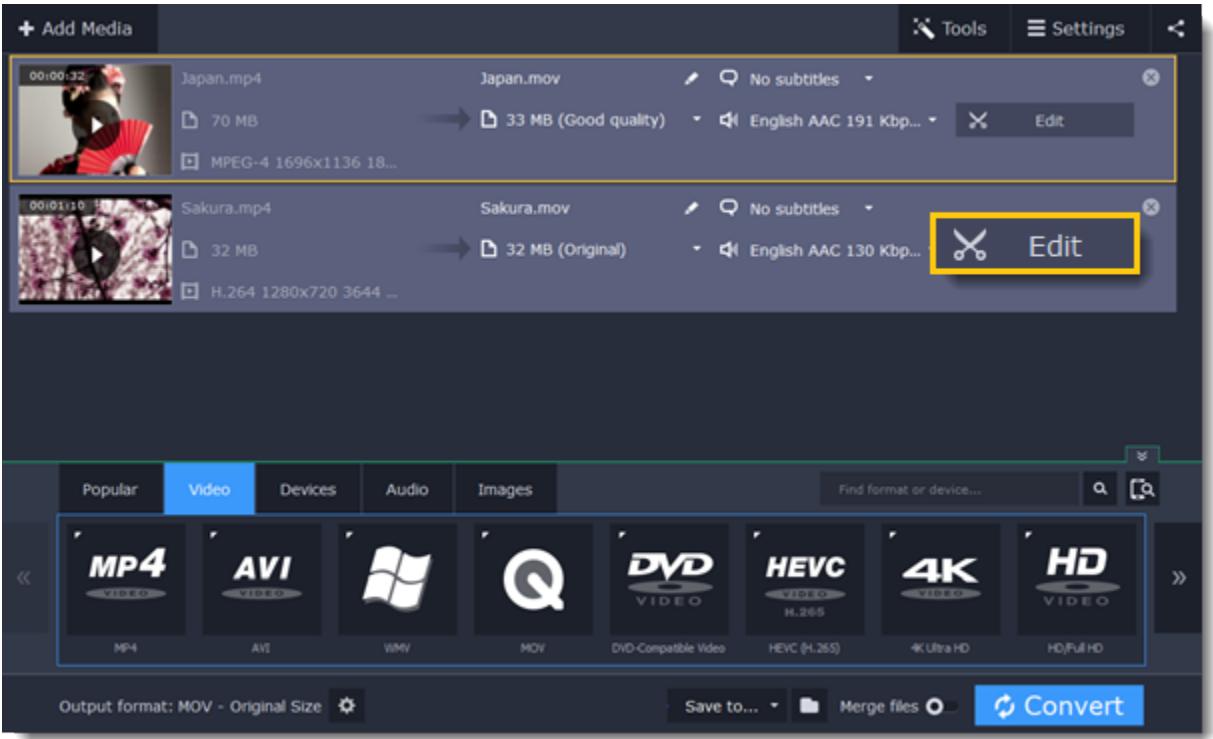 Add Media
Tools
Settings
00:00:32
Japan.mp4
Japan.mov
No subtitles
70 MB
33 MB (Good quality)
English AAC 191 Kbp...
Edit
MPEG-4 1696x1136 18...
00:01:10
Sakura.mp4
Sakura.mov
No subtitles
32 MB
32 MB (Original)
English AAC 130 Kbp...
Edit
H.264 1280x720 3644 ...
Popular
Video
Devices
Audio
Images
Find format or device...
MP4
VIDEO
AVI
VIDEO
DVD
VIDEO
HEVC
VIDEO
H.265
4K
VIDEO
HD
VIDEO
MP4
AVI
WMV
MOV
DVD-Compatible Video
HEVC (H.265)
4K Ultra HD
HD/Full HD
Output format: MOV - Original Size
Save to...
Merge files
Convert